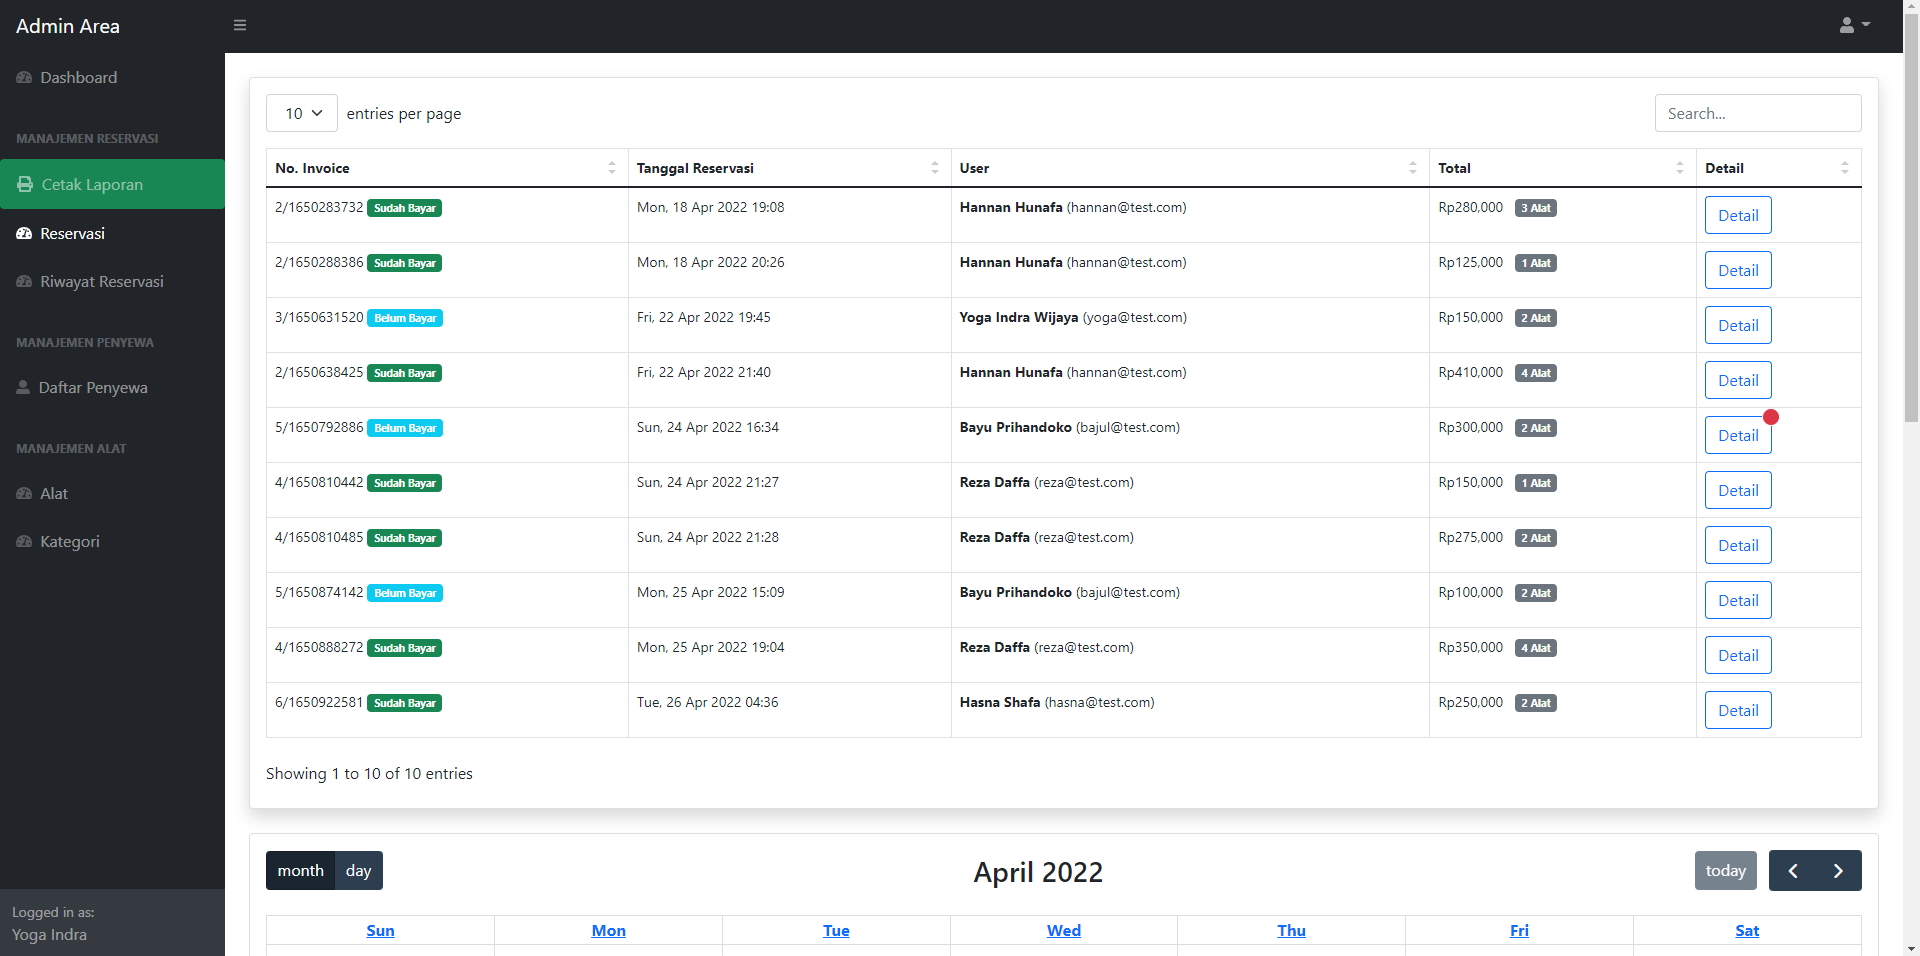 Admin Area
Dashboard
MANAJEMEN RESERVASI
Cetak Laporan
Reservasi
Riwayat Reservasi
MANAJEMEN PENYEWA
Daftar Penyewa
MANAJEMEN ALAT
Alat
Kategori
Logged in as:
Yoga Indra
10 entries per page Search...
No. Invoice Tanggal Reservasi User Total Detail
2/1650283732 Sudah Bayar Mon, 18 Apr 2022 19:08 Hannan Hunafa (hannan@test.com) Rp280,000 3 Alat Detail
2/1650288386 Sudah Bayar Mon, 18 Apr 2022 20:26 Hannan Hunafa (hannan@test.com) Rp125,000 1 Alat Detail
3/1650631520 Belum Bayar Fri, 22 Apr 2022 19:45 Yoga Indra Wijaya (yoga@test.com) Rp150,000 2 Alat Detail
2/1650638425 Sudah Bayar Fri, 22 Apr 2022 21:40 Hannan Hunafa (hannan@test.com) Rp410,000 4 Alat Detail
5/1650792886 Belum Bayar Sun, 24 Apr 2022 16:34 Bayu Prihandoko (bajul@test.com) Rp300,000 2 Alat Detail
4/1650810442 Sudah Bayar Sun, 24 Apr 2022 21:27 Reza Daffa (reza@test.com) Rp150,000 1 Alat Detail
4/1650810485 Sudah Bayar Sun, 24 Apr 2022 21:28 Reza Daffa (reza@test.com) Rp275,000 2 Alat Detail
5/1650874142 Belum Bayar Mon, 25 Apr 2022 15:09 Bayu Prihandoko (bajul@test.com) Rp100,000 2 Alat Detail
4/1650888272 Sudah Bayar Mon, 25 Apr 2022 19:04 Reza Daffa (reza@test.com) Rp350,000 4 Alat Detail
6/1650922581 Sudah Bayar Tue, 26 Apr 2022 04:36 Hasna Shafa (hasna@test.com) Rp250,000 2 Alat Detail
Showing 1 to 10 of 10 entries
month day April 2022 today
Sun Mon Tue Wed Thu Fri Sat